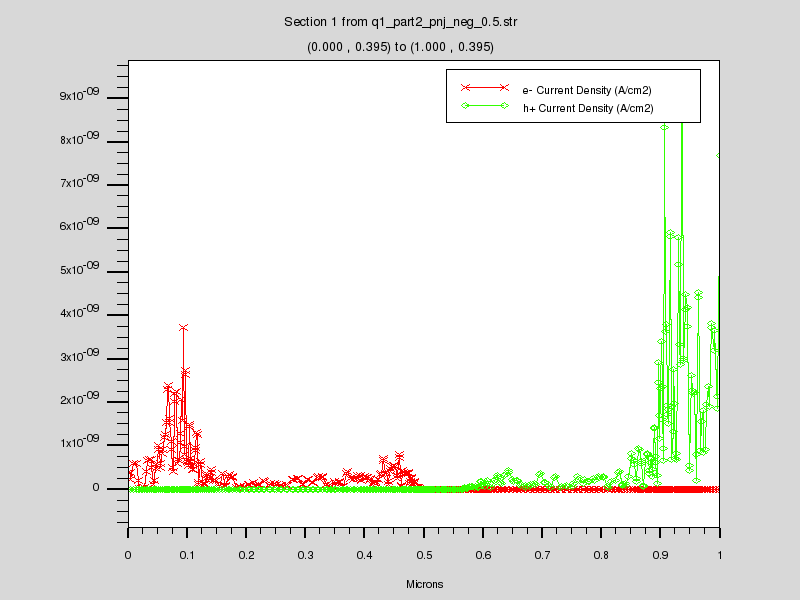 Section 1 from q1_part2_pnj_neg_0.5.str
(0.000 , 0.395) to (1.000 , 0.395)
e- Current Density (A/cm2)
h+ Current Density (A/cm2)
9x10-09
8x10-09
7x10-09
6x10-09
5x10-09
4x10-09
3x10-09
2x10-09
1x10-09
0
0 0.1 0.2 0.3 0.4 0.5 0.6 0.7 0.8 0.9 1
Microns